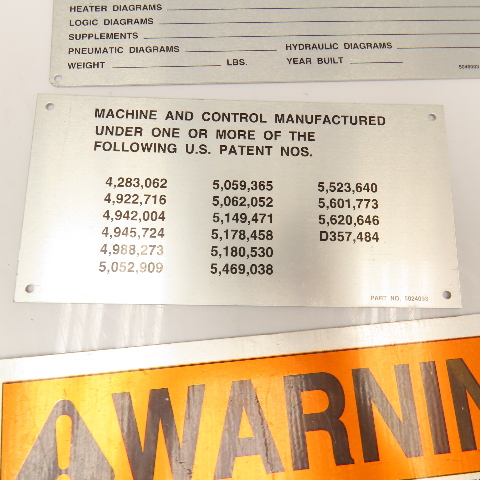 HEATER DIAGRAMS
LOGIC DIAGRAMS
SUPPLEMENTS
PNEUMATIC DIAGRAMS HYDRAULIC DIAGRAMS
WEIGHT LBS. YEAR BUILT
MACHINE AND CONTROL MANUFACTURED
UNDER ONE OR MORE OF THE
FOLLOWING U.S. PATENT NOS.
4,283,062 5,059,365 5,523,640
4,922,716 5,062,052 5,601,773
4,942,004 5,149,471 5,620,646
4,945,724 5,178,458 D357,484
4,988,273 5,180,530
5,052,909 5,469,038
PART NO. 5024093
WARNIN